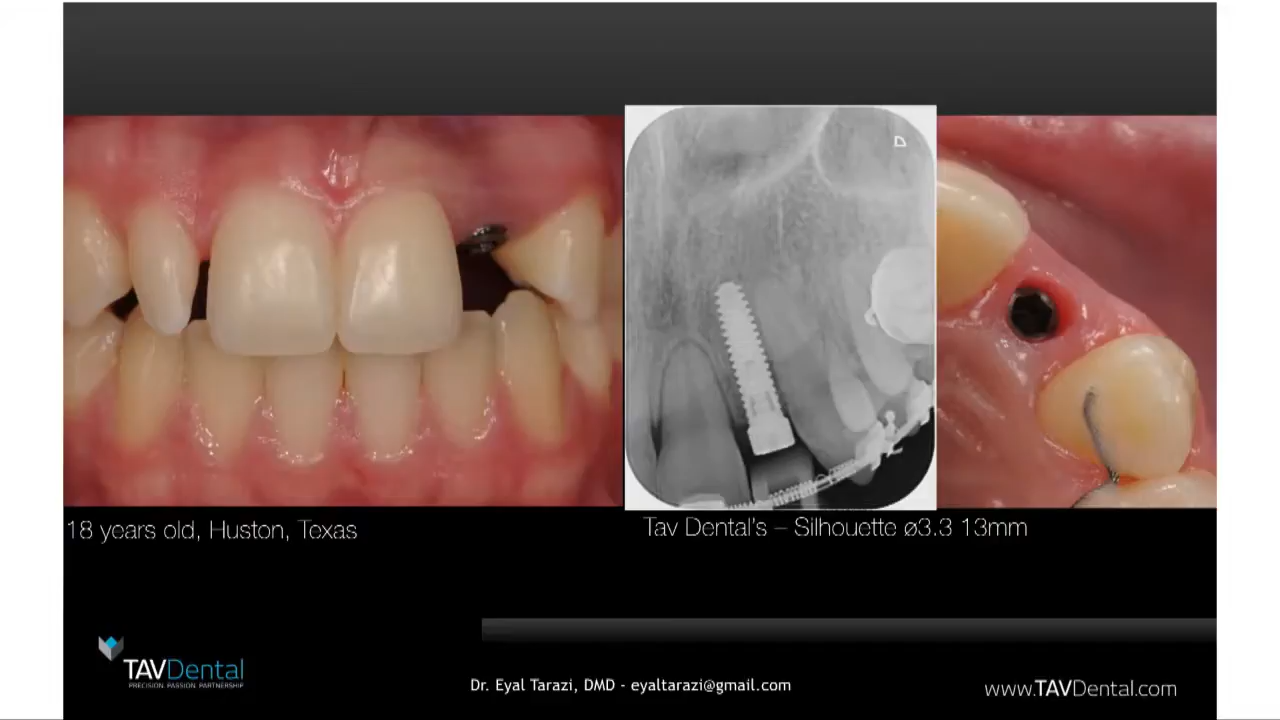 D
18 years old, Huston, Texas
Tav Dental's – Silhouette ø3.3 13mm
TAVDental
PRECISION. PASSION. PARTNERSHIP
Dr. Eyal Tarazi, DMD - eyaltarazi@gmail.com
www.TAVDental.com